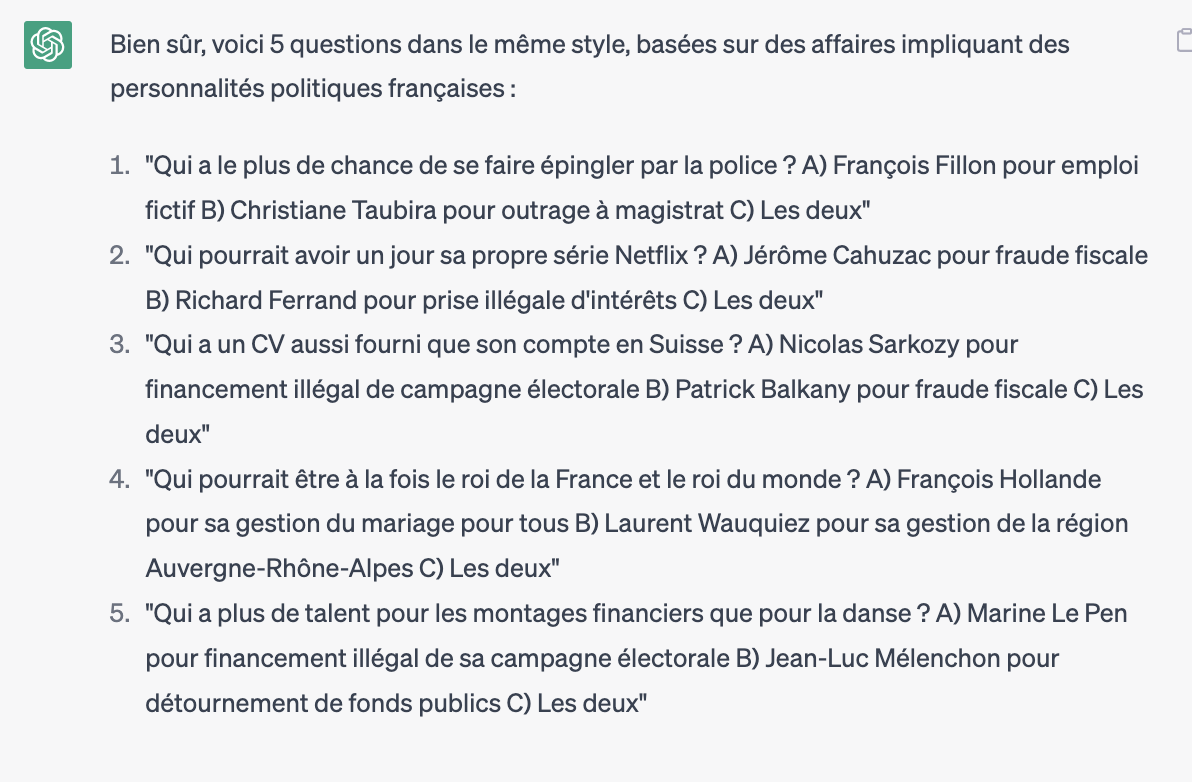 Bien sûr, voici 5 questions dans le même style, basées sur des affaires impliquant des
personnalités politiques françaises :
1. "Qui a le plus de chance de se faire épingler par la police ? A) François Fillon pour emploi
fictif B) Christiane Taubira pour outrage à magistrat C) Les deux"
2. "Qui pourrait avoir un jour sa propre série Netflix ? A) Jérôme Cahuzac pour fraude fiscale
B) Richard Ferrand pour prise illégale d'intérêts C) Les deux"
3. "Qui a un CV aussi fourni que son compte en Suisse ? A) Nicolas Sarkozy pour
financement illégal de campagne électorale B) Patrick Balkany pour fraude fiscale C) Les
deux"
4. "Qui pourrait être à la fois le roi de la France et le roi du monde ? A) François Hollande
pour sa gestion du mariage pour tous B) Laurent Wauquiez pour sa gestion de la région
Auvergne-Rhône-Alpes C) Les deux"
5. "Qui a plus de talent pour les montages financiers que pour la danse ? A) Marine Le Pen
pour financement illégal de sa campagne électorale B) Jean-Luc Mélenchon pour
détournement de fonds publics C) Les deux"